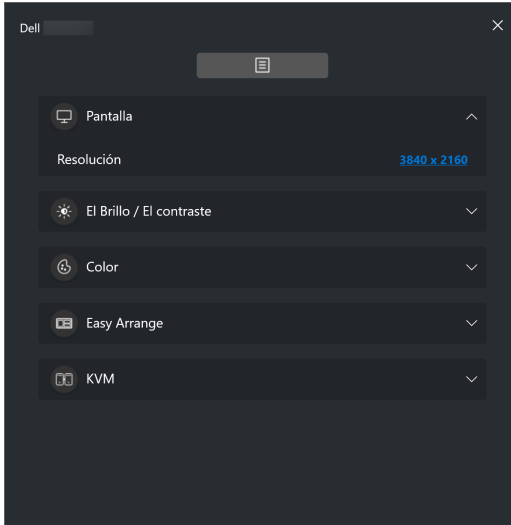 Dell
Pantalla
Resolución 3840 x 2160
El Brillo / El contraste
Color
Easy Arrange
KVM